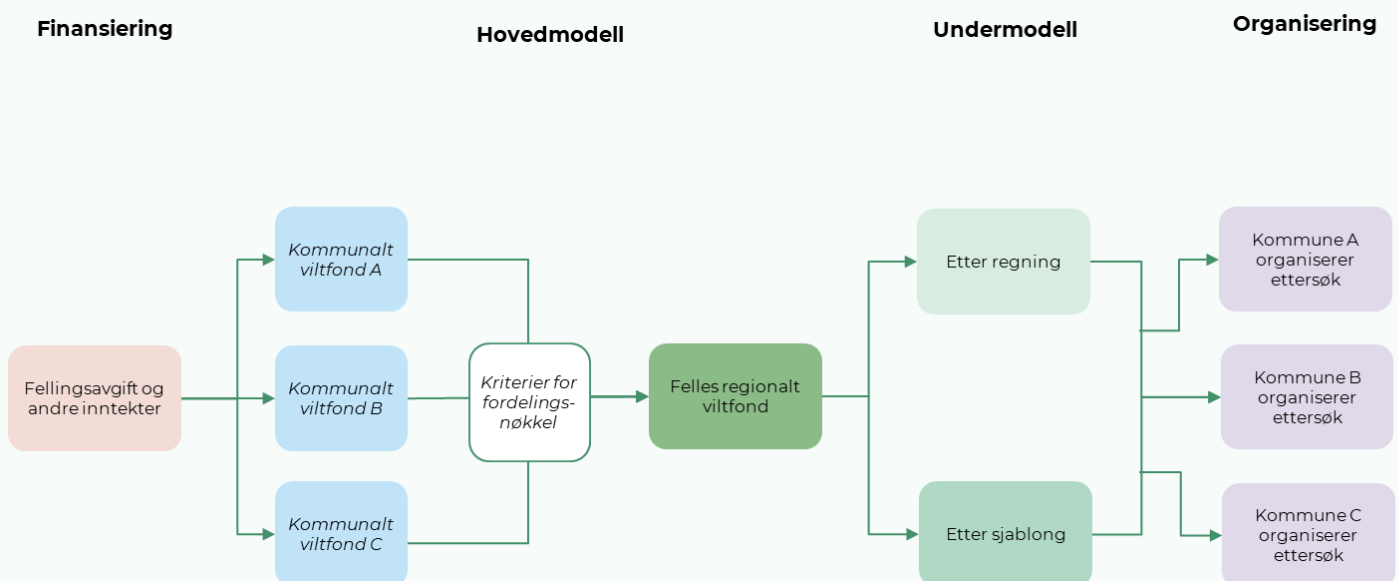 Finansiering
Hovedmodell
Undermodell
Organisering
Fellingsavgift og
andre inntekter
Kommunalt
viltfond A
Kommunalt
viltfond B
Kommunalt
viltfond C
Kriterier for
fordelings-
nøkkel
Felles regionalt
viltfond
Etter regning
Etter sjablong
Kommune A
organiserer
ettersøk
Kommune B
organiserer
ettersøk
Kommune C
organiserer
ettersøk